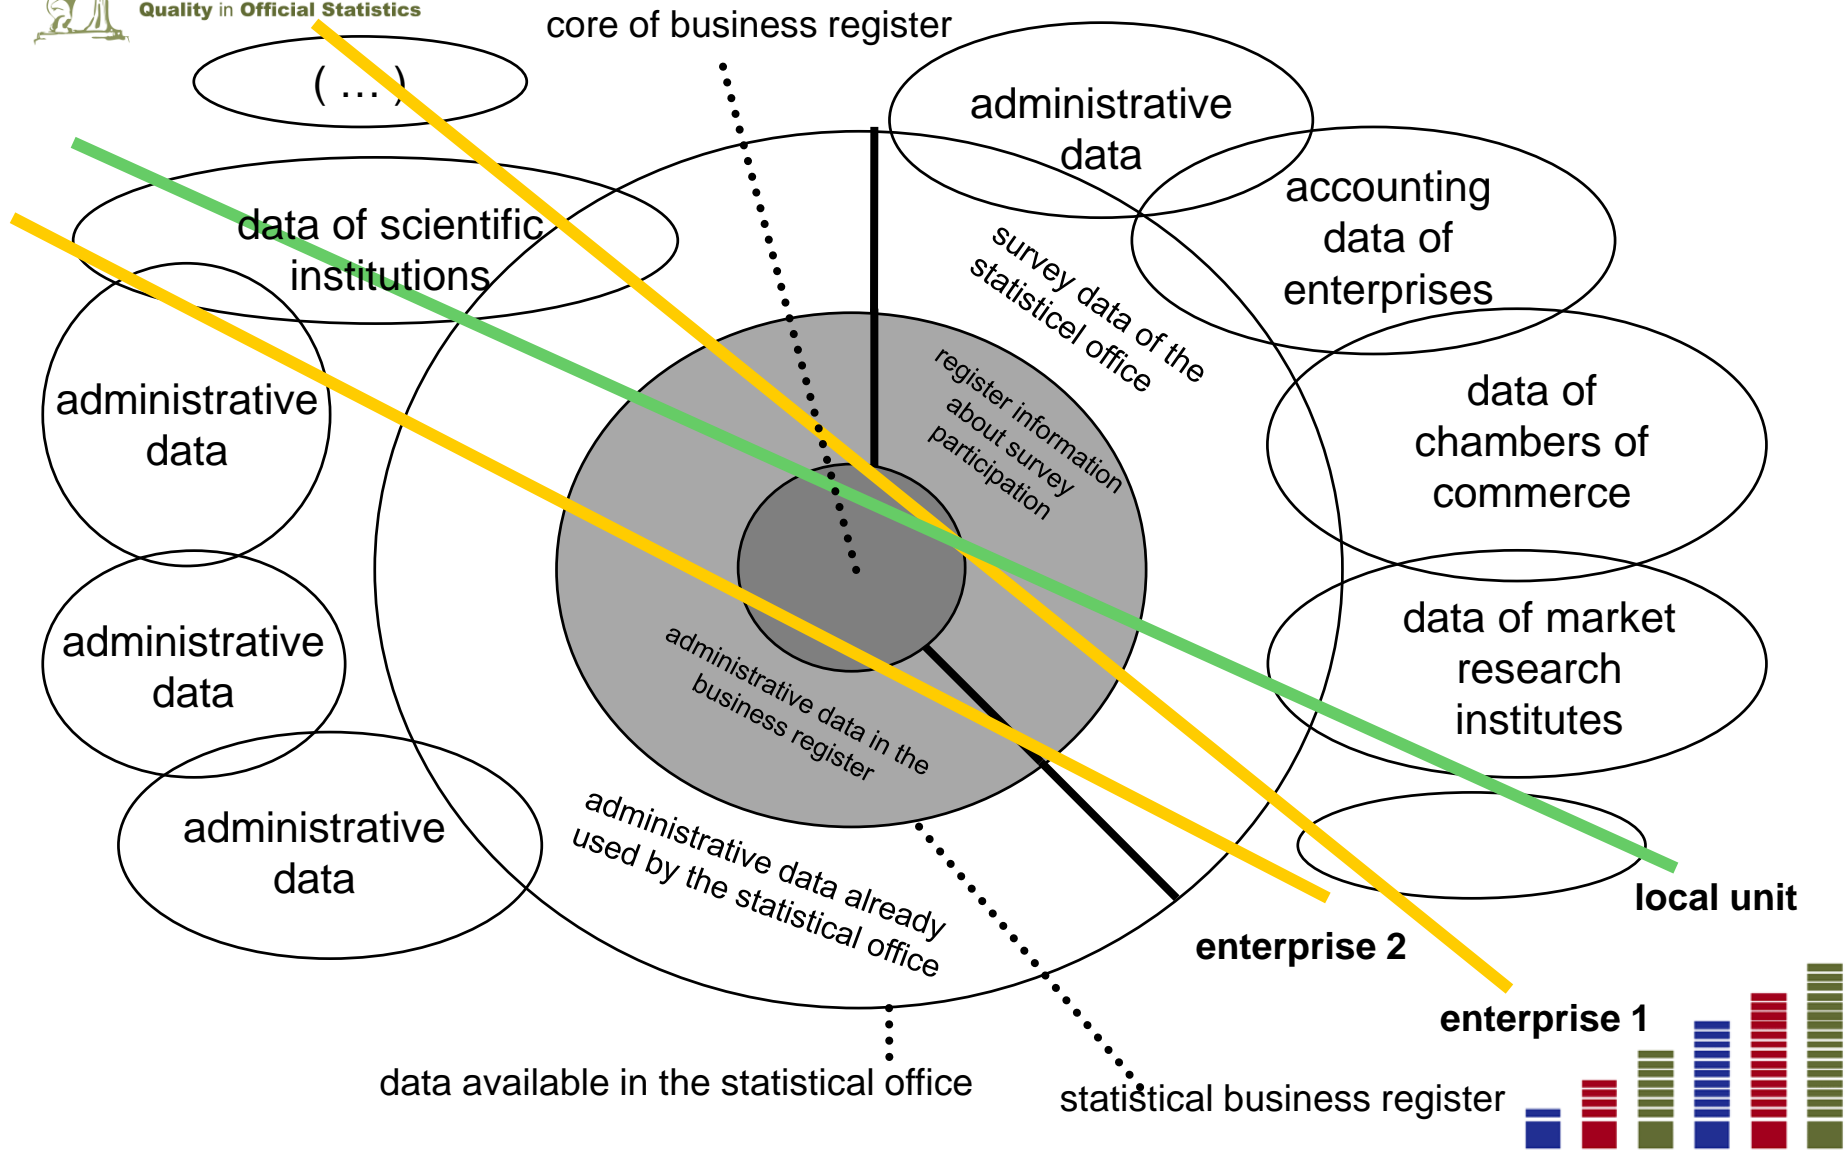 Quality in Official Statistics
core of business register
( ... )
administrative
data
accounting
data of
enterprises
data of scientific
institutions
survey data of the
statisticel office
register information
about survey
participation
administrative
data
data of
chambers of
commerce
administrative
data
data of market
research
institutes
administrative data in the
business register
administrative
data
administrative data already
used by the statistical office
local unit
enterprise 2
enterprise 1
data available in the statistical office
statistical business register